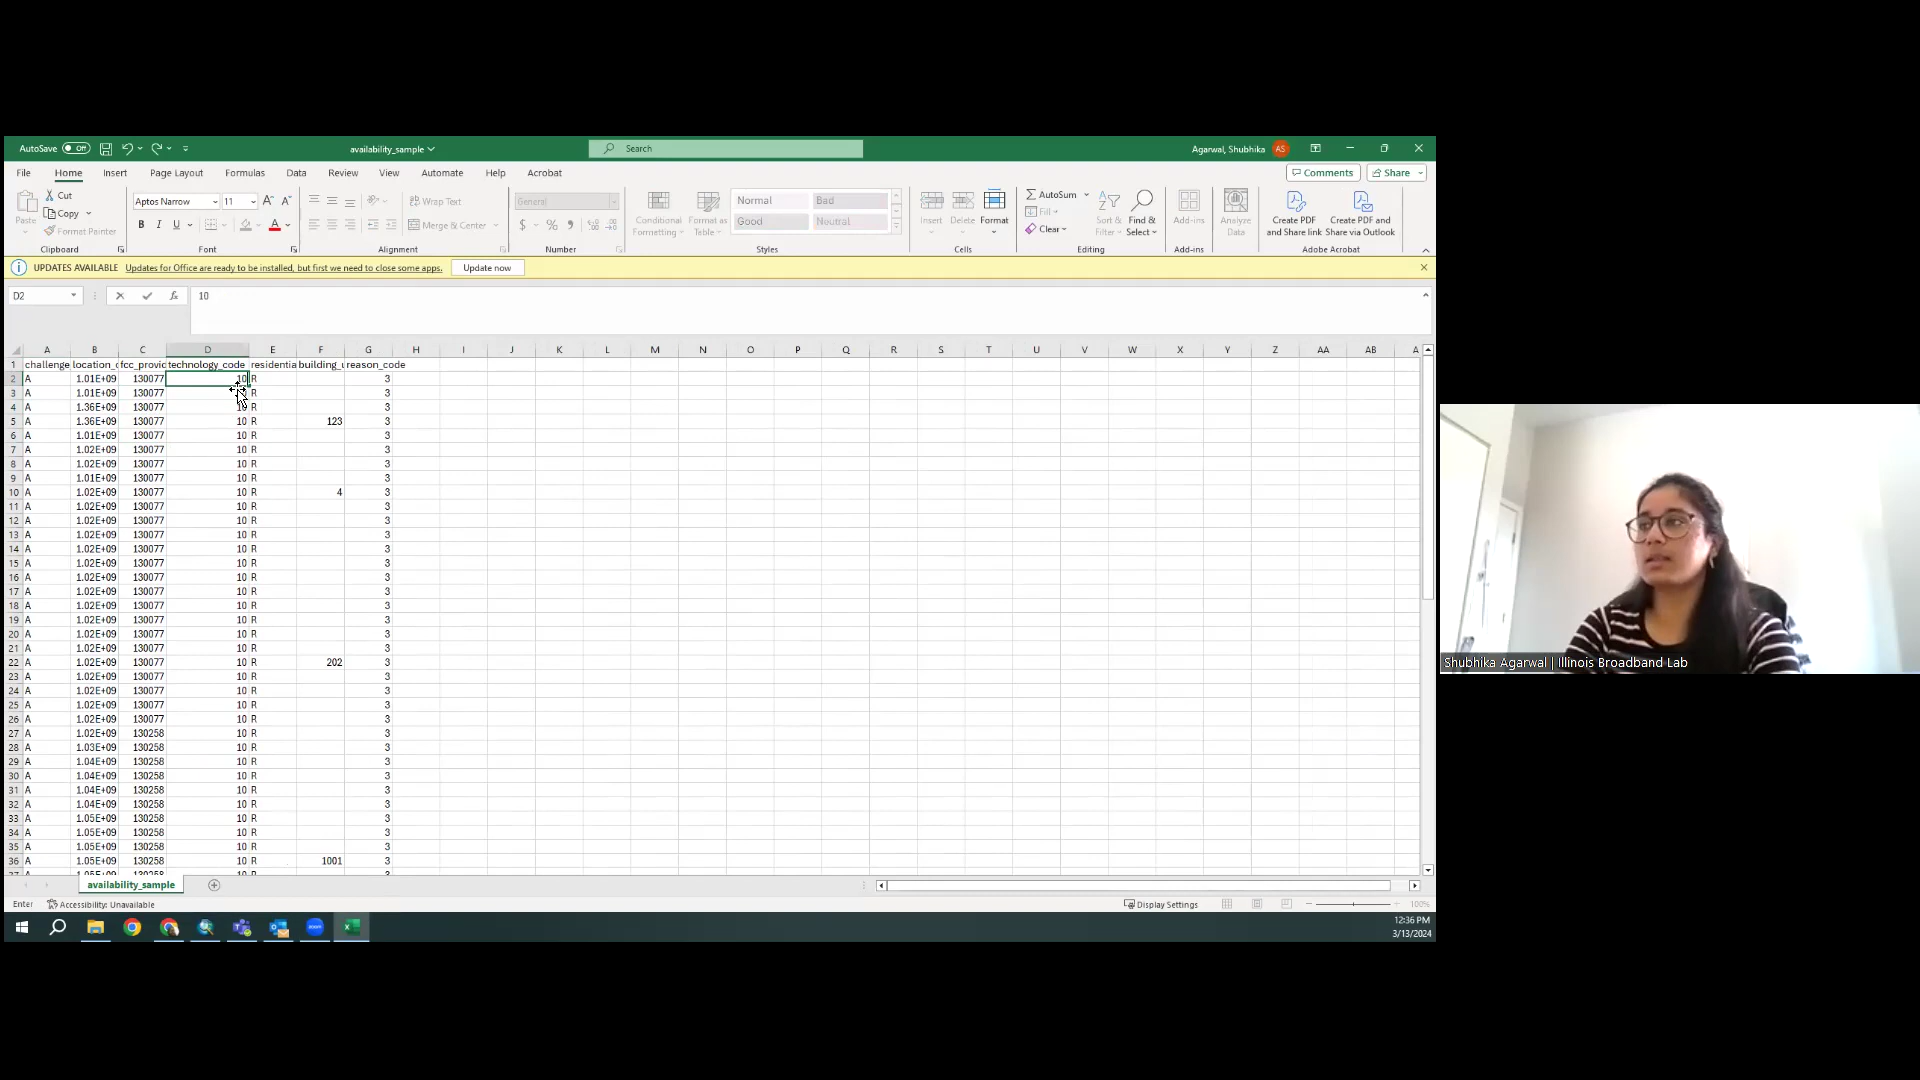 AutoSave Off availability_sample Search Agarwal, Shubhika AS
File Home Insert Page Layout Formulas Data Review View Automate Help Acrobat Comments Share
Paste Cut Copy Format Painter Clipboard
Aptos Narrow 11 A A B I U A Font
Wrap Text Merge & Center Alignment
General $ % Number
Conditional Formatting Format as Table Normal Bad Good Neutral Styles
Insert Delete Format Cells
AutoSum Fill Clear Sort & Filter Find & Select Editing
Add-ins Add-ins
Analyze Data
Create PDF and Share link Create PDF and Share via Outlook Adobe Acrobat
UPDATES AVAILABLE Updates for Office are ready to be installed, but first we need to close some apps. Update now
D2 fx 10
A B C D E F G H I J K L M N O P Q R S T U V W X Y Z AA AB A
1 challenge location_ fcc_provid technology_code residentia building_u reason_code
2 A 1.01E+09 130077 10 R 3
3 A 1.01E+09 130077 R 3
4 A 1.36E+09 130077 10 R 3
5 A 1.36E+09 130077 10 R 123 3
6 A 1.01E+09 130077 10 R 3
7 A 1.02E+09 130077 10 R 3
8 A 1.02E+09 130077 10 R 3
9 A 1.01E+09 130077 10 R 3
10 A 1.02E+09 130077 10 R 4 3
11 A 1.02E+09 130077 10 R 3
12 A 1.02E+09 130077 10 R 3
13 A 1.02E+09 130077 10 R 3
14 A 1.02E+09 130077 10 R 3
15 A 1.02E+09 130077 10 R 3
16 A 1.02E+09 130077 10 R 3
17 A 1.02E+09 130077 10 R 3
18 A 1.02E+09 130077 10 R 3
19 A 1.02E+09 130077 10 R 3
20 A 1.02E+09 130077 10 R 3
21 A 1.02E+09 130077 10 R 3
22 A 1.02E+09 130077 10 R 202 3
23 A 1.02E+09 130077 10 R 3
24 A 1.02E+09 130077 10 R 3
25 A 1.02E+09 130077 10 R 3
26 A 1.02E+09 130077 10 R 3
27 A 1.02E+09 130258 10 R 3
28 A 1.03E+09 130258 10 R 3
29 A 1.04E+09 130258 10 R 3
30 A 1.04E+09 130258 10 R 3
31 A 1.04E+09 130258 10 R 3
32 A 1.04E+09 130258 10 R 3
33 A 1.05E+09 130258 10 R 3
34 A 1.05E+09 130258 10 R 3
35 A 1.05E+09 130258 10 R 3
36 A 1.05E+09 130258 10 R 1001 3
availability_sample
Enter Accessibility: Unavailable Display Settings 100%
zoom
12:36 PM
3/13/2024
Shubhika Agarwal | Illinois Broadband Lab